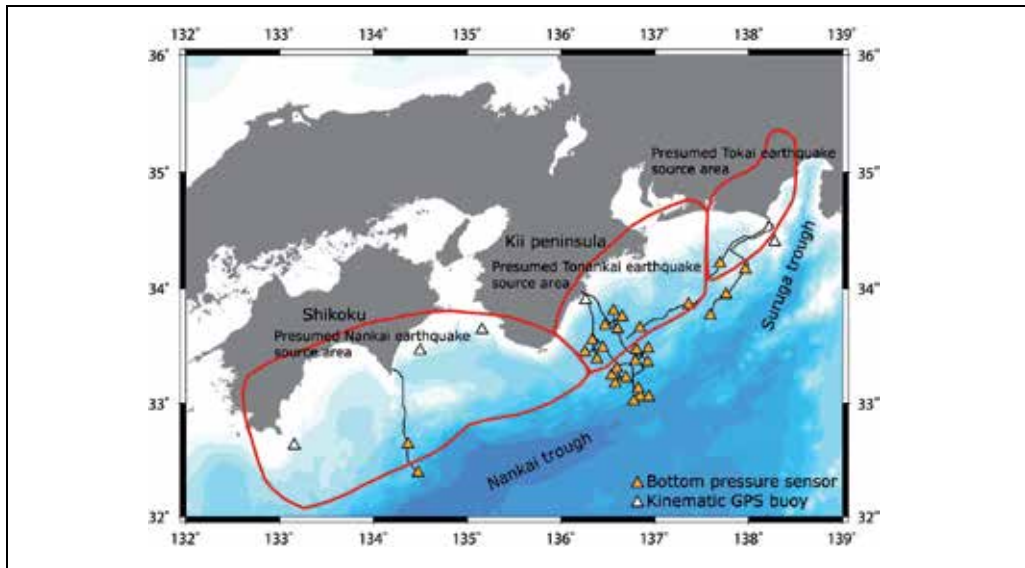 132° 133° 134° 135° 136° 137° 138° 139°
36° 36°
Presumed Tokai earthquake
source area
35° 35°
Kii peninsula
Suruga trough
Presumed Tonankai earthquake
source area
34° 34°
Shikoku
Presumed Nankai earthquake
source area
33° 33°
Nankai trough
Bottom pressure sensor
Kinematic GPS buoy
32° 32°
132° 133° 134° 135° 136° 137° 138° 139°